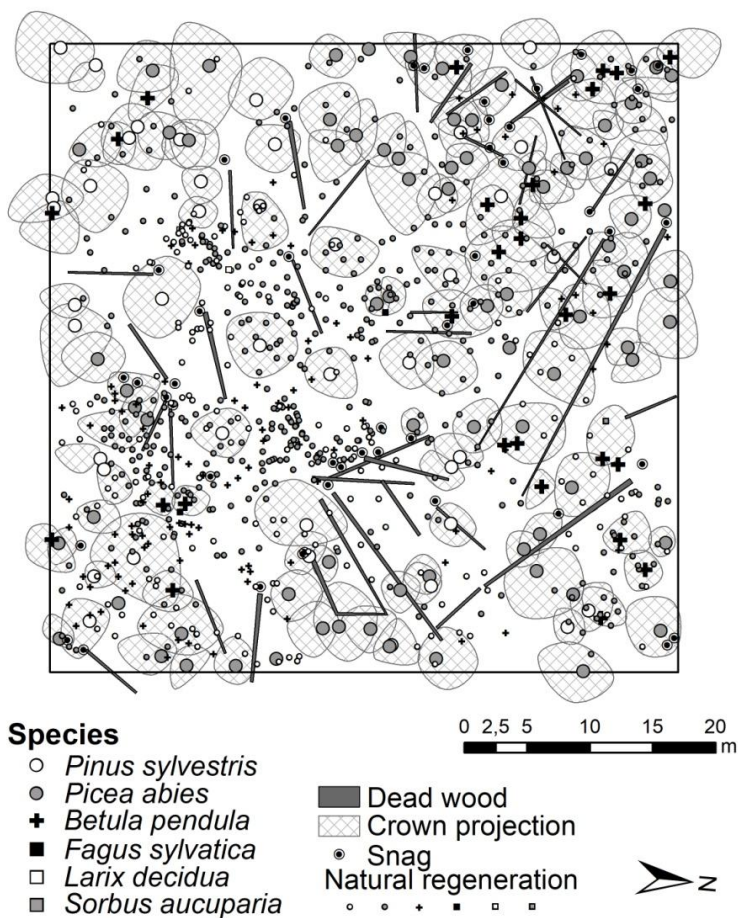 Species
Pinus sylvestris
Picea abies
Betula pendula
Fagus sylvatica
Larix decidua
Sorbus aucuparia
0 2,5 5 10 15 20
m
Dead wood
Crown projection
Snag
Natural regeneration
N